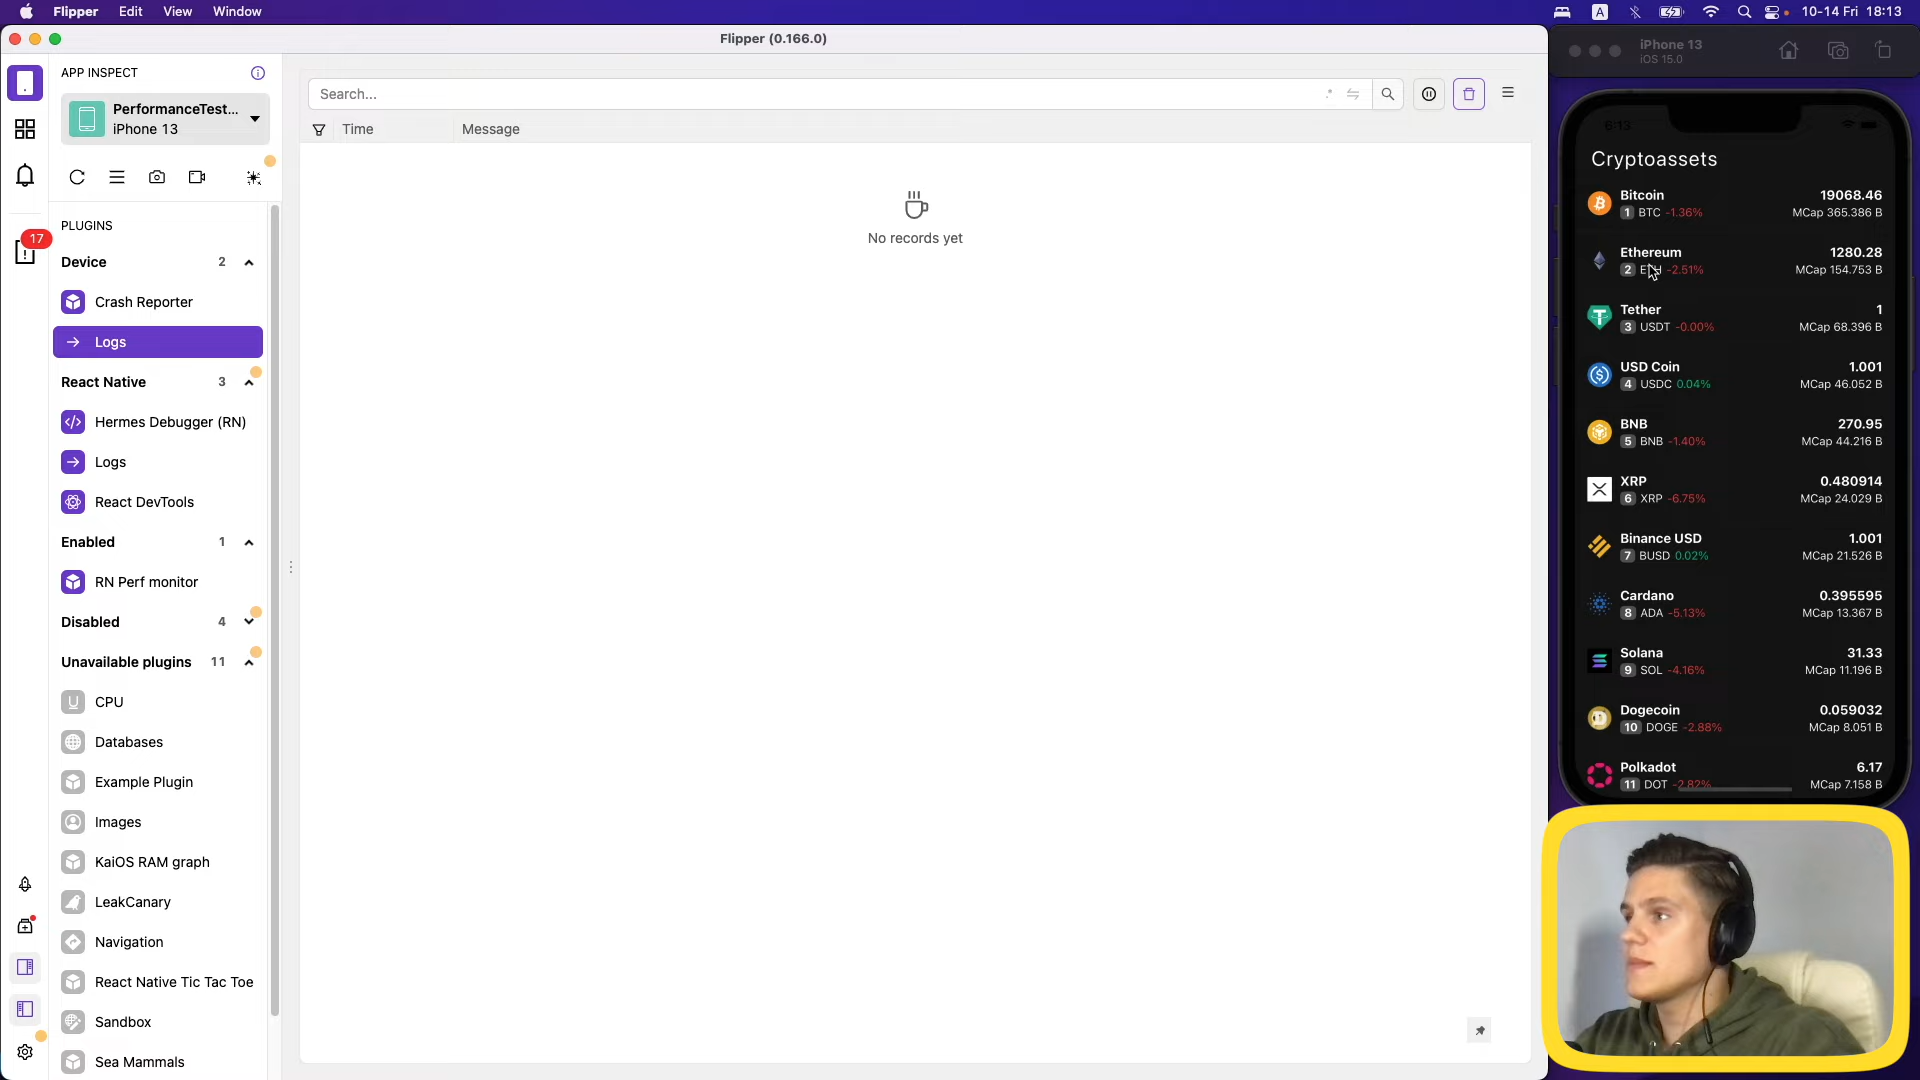 Flipper Edit View Window
A 10-14 Fri 18:13
Flipper (0.166.0)
APP INSPECT
PerformanceTest...
iPhone 13
PLUGINS
Device 2
Crash Reporter
Logs
React Native 3
Hermes Debugger (RN)
Logs
React DevTools
Enabled 1
RN Perf monitor
Disabled 4
Unavailable plugins 11
CPU
Databases
Example Plugin
Images
KaiOS RAM graph
LeakCanary
Navigation
React Native Tic Tac Toe
Sandbox
Sea Mammals
17
Search...
.*
Time Message
No records yet
iPhone 13
iOS 15.0
6:13
Cryptoassets
Bitcoin 19068.46
1 BTC -1.36% MCap 365.386 B
Ethereum 1280.28
2 ETH -2.51% MCap 154.753 B
Tether 1
3 USDT -0.00% MCap 68.396 B
USD Coin 1.001
4 USDC 0.04% MCap 46.052 B
BNB 270.95
5 BNB -1.40% MCap 44.216 B
XRP 0.480914
6 XRP -6.75% MCap 24.029 B
Binance USD 1.001
7 BUSD 0.02% MCap 21.526 B
Cardano 0.395595
8 ADA -5.13% MCap 13.367 B
Solana 31.33
9 SOL -4.16% MCap 11.196 B
Dogecoin 0.059032
10 DOGE -2.88% MCap 8.051 B
Polkadot 6.17
11 DOT -2.82% MCap 7.158 B